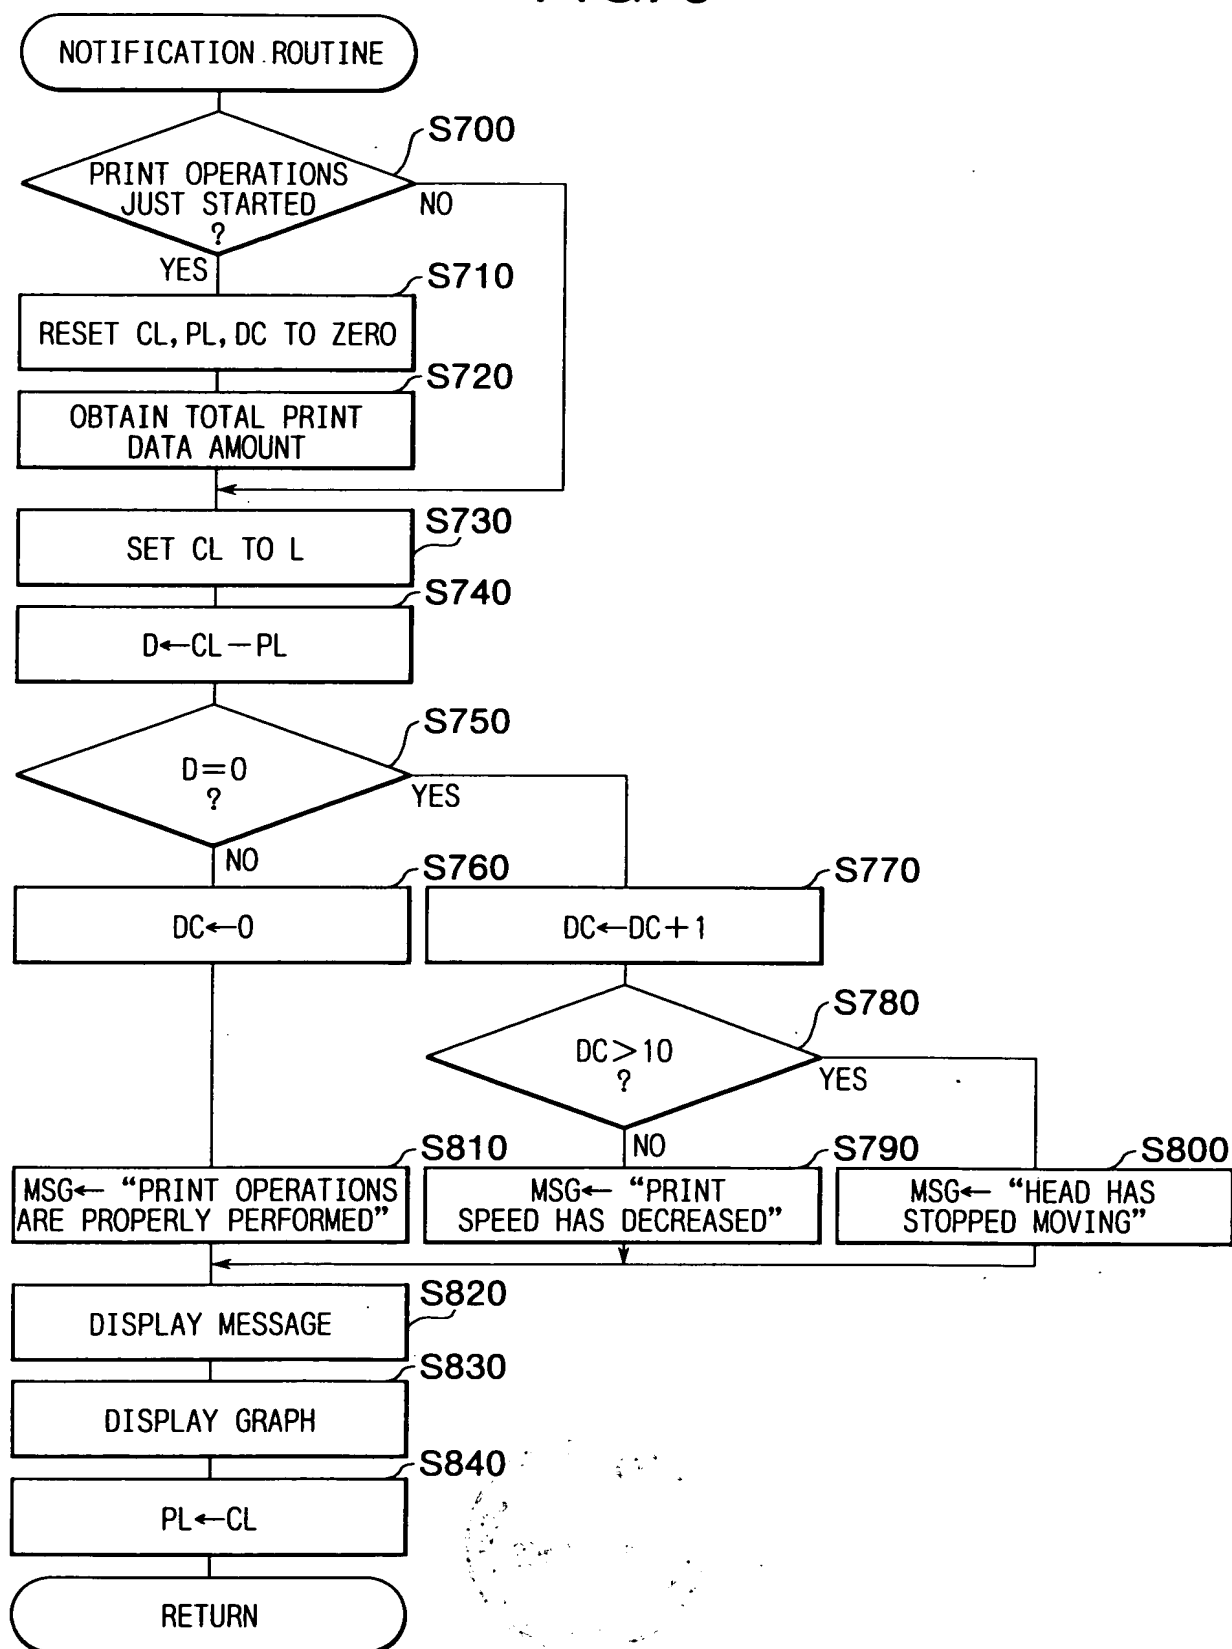 NOTIFICATION ROUTINE
S700
PRINT OPERATIONS
JUST STARTED
?
NO
YES
S710
RESET CL, PL, DC TO ZERO
S720
OBTAIN TOTAL PRINT
DATA AMOUNT
S730
SET CL TO L
S740
D←CL−PL
S750
D=0
?
YES
NO
S760
DC←0
S770
DC←DC+1
S780
DC>10
?
YES
NO
S810
MSG← “PRINT OPERATIONS
ARE PROPERLY PERFORMED”
S790
MSG← “PRINT
SPEED HAS DECREASED”
S800
MSG← “HEAD HAS
STOPPED MOVING”
S820
DISPLAY MESSAGE
S830
DISPLAY GRAPH
S840
PL←CL
RETURN